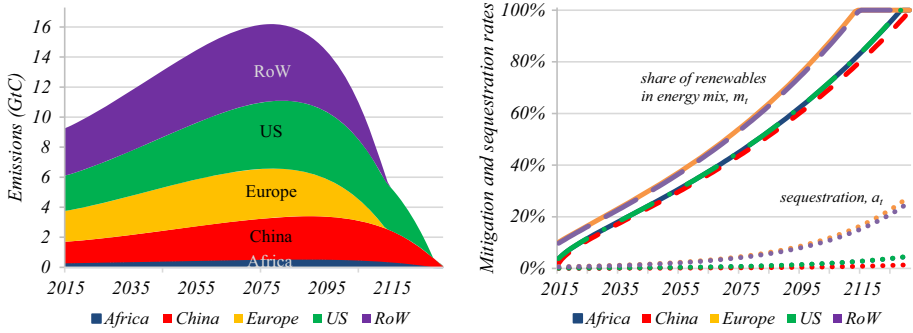 Emissions (GtC)
16
14
12
10
8
6
4
2
0
RoW
US
Europe
China
Africa
2015 2035 2055 2075 2095 2115
Africa China Europe US RoW
Mitigation and sequestration rates
100%
80%
60%
40%
20%
0%
share of renewables
in energy mix, mt
sequestration, at
2015 2035 2055 2075 2095 2115
Africa China Europe US RoW